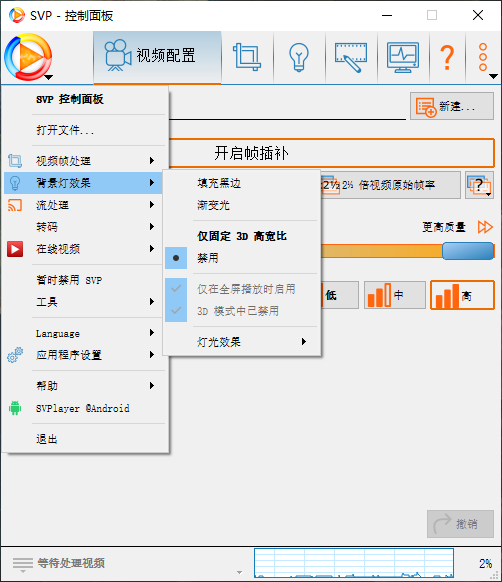 SVP - 控制面板
视频配置
?
SVP 控制面板
打开文件...
视频帧处理
背景灯效果
流处理
转码
在线视频
暂时禁用 SVP
工具
Language
应用程序设置
帮助
SVPlayer @Android
退出
填充黑边
渐变光
仅固定 3D 高宽比
禁用
仅在全屏播放时启用
3D 模式中已禁用
灯光效果
新建...
开启帧插补
2½ 倍视频原始帧率
?
更高质量
低
中
高
撤销
等待处理视频
2%